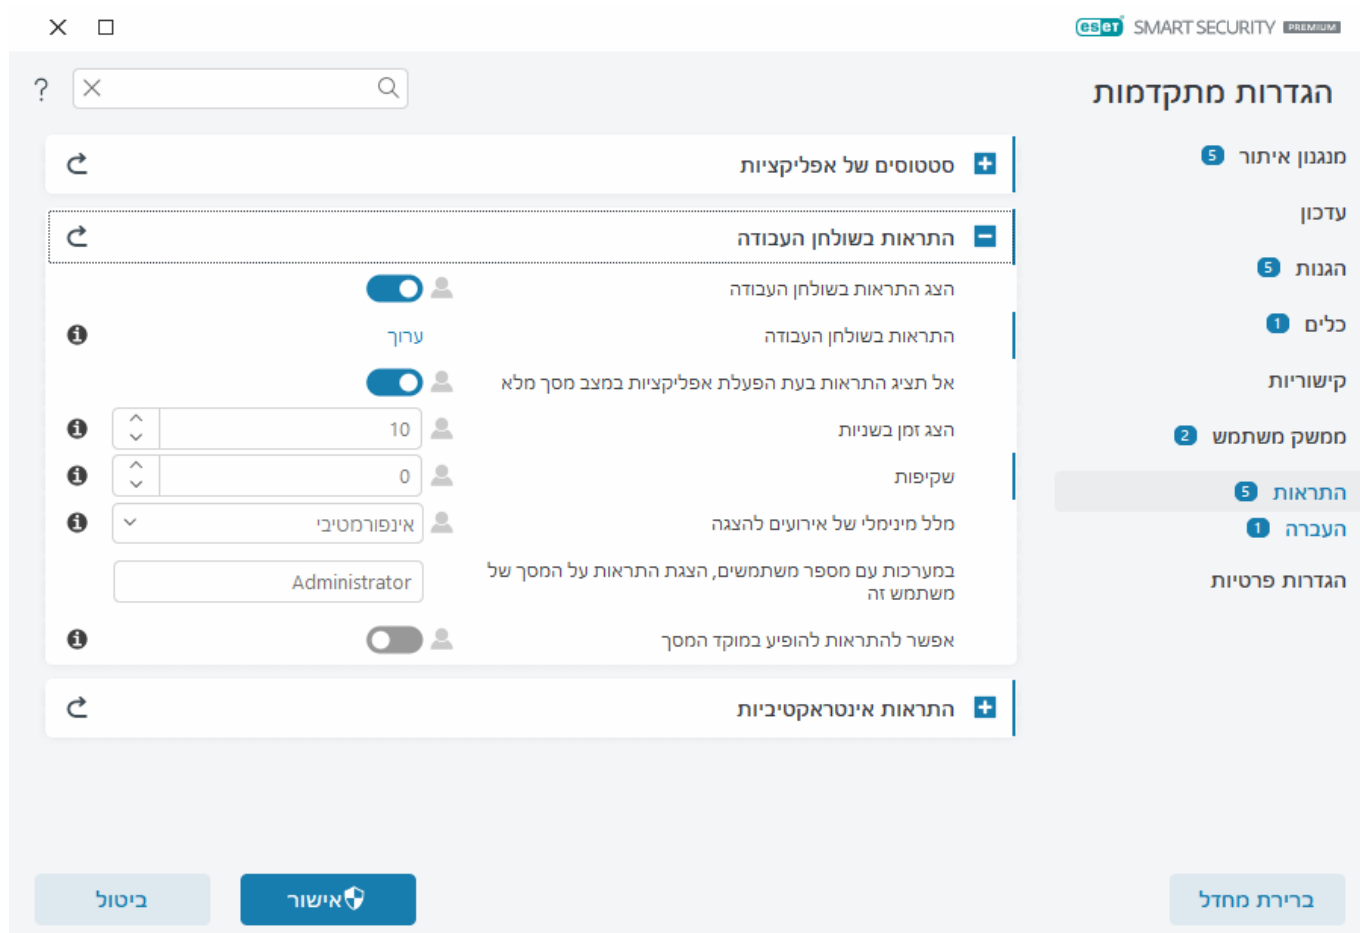 eset SMART SECURITY PREMIUM
הגדרות מתקדמות
?
מנגנון איתור 5
עדכון
הגנות 5
כלים 1
קישוריות
ממשק משתמש 2
התראות 5
העברה 1
הגדרות פרטיות
סטטוסים של אפליקציות
התראות בשולחן העבודה
הצג התראות בשולחן העבודה
התראות בשולחן העבודה ערוך
אל תציג התראות בעת הפעלת אפליקציות במצב מסך מלא
הצג זמן בשניות 10
שקיפות 0
מלל מינימלי של אירועים להצגה אינפורמטיבי
במערכות עם מספר משתמשים, הצגת התראות על המסך של
משתמש זה
Administrator
אפשר להתראות להופיע במוקד המסך
התראות אינטראקטיביות
ברירת מחדל
אישור
ביטול